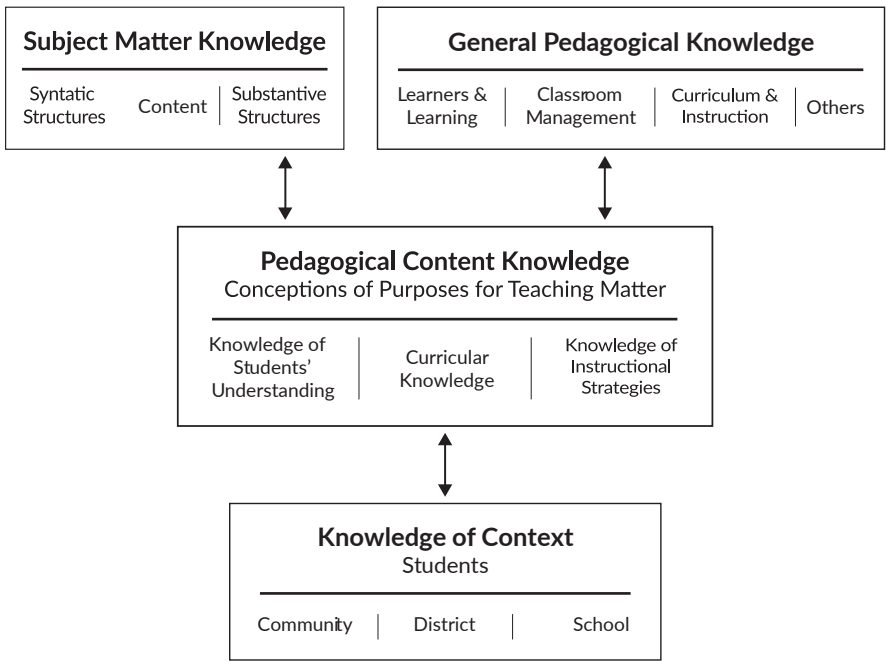 Subject Matter Knowledge
Syntatic
Structures
Content
Substantive
Structures
General Pedagogical Knowledge
Learners &
Learning
Classroom
Management
Curriculum &
Instruction
Others
Pedagogical Content Knowledge
Conceptions of Purposes for Teaching Matter
Knowledge of
Students'
Understanding
Curricular
Knowledge
Knowledge of
Instructional
Strategies
Knowledge of Context
Students
Community
District
School